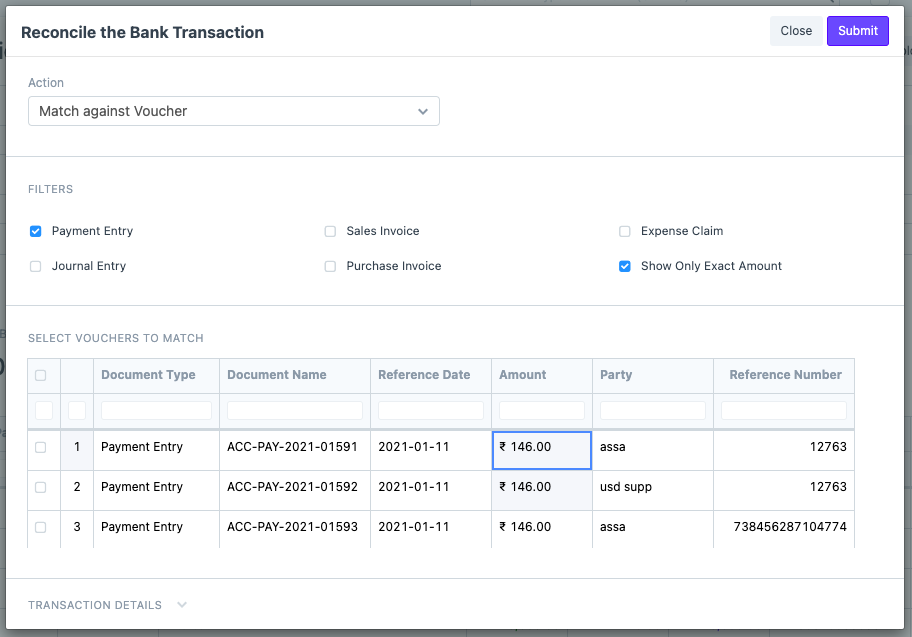 Reconcile the Bank Transaction
Close
Submit
Action
Match against Voucher
FILTERS
Payment Entry
Sales Invoice
Expense Claim
Journal Entry
Purchase Invoice
Show Only Exact Amount
SELECT VOUCHERS TO MATCH
Document Type Document Name Reference Date Amount Party Reference Number
1 Payment Entry ACC-PAY-2021-01591 2021-01-11 ₹ 146.00 assa 12763
2 Payment Entry ACC-PAY-2021-01592 2021-01-11 ₹ 146.00 usd supp 12763
3 Payment Entry ACC-PAY-2021-01593 2021-01-11 ₹ 146.00 assa 738456287104774
TRANSACTION DETAILS